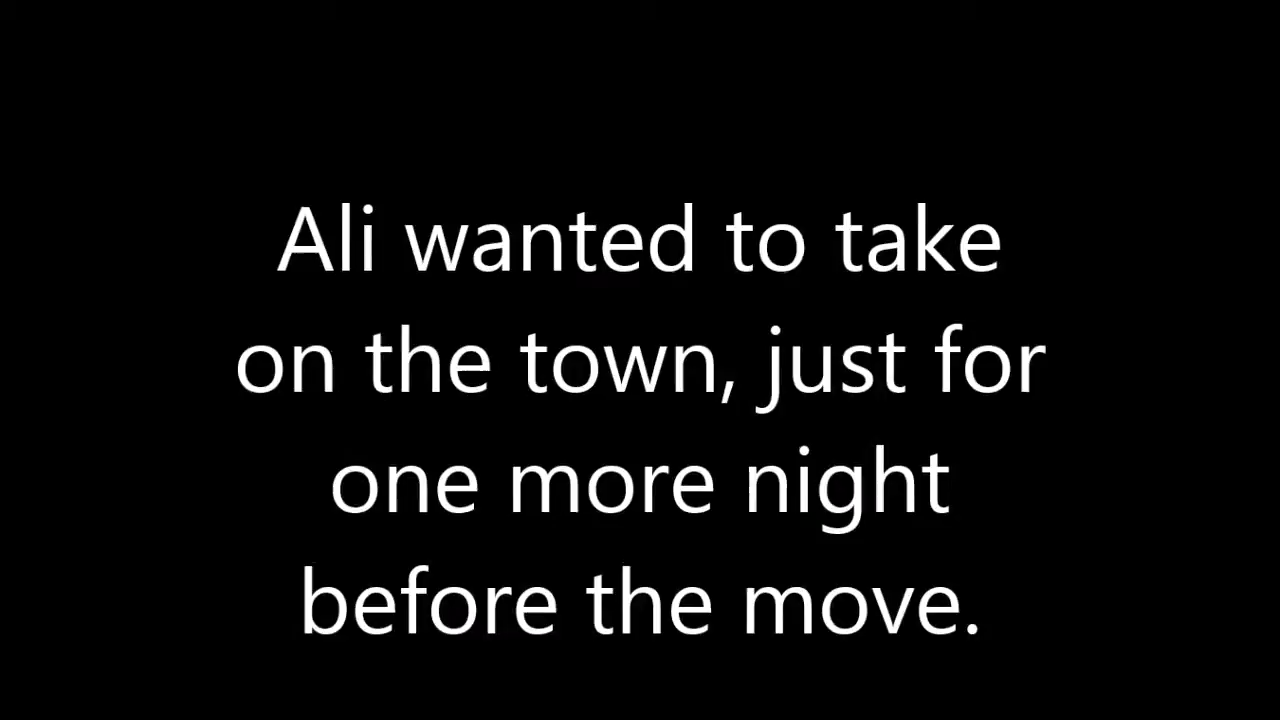 Ali wanted to take
on the town, just for
one more night
before the move.